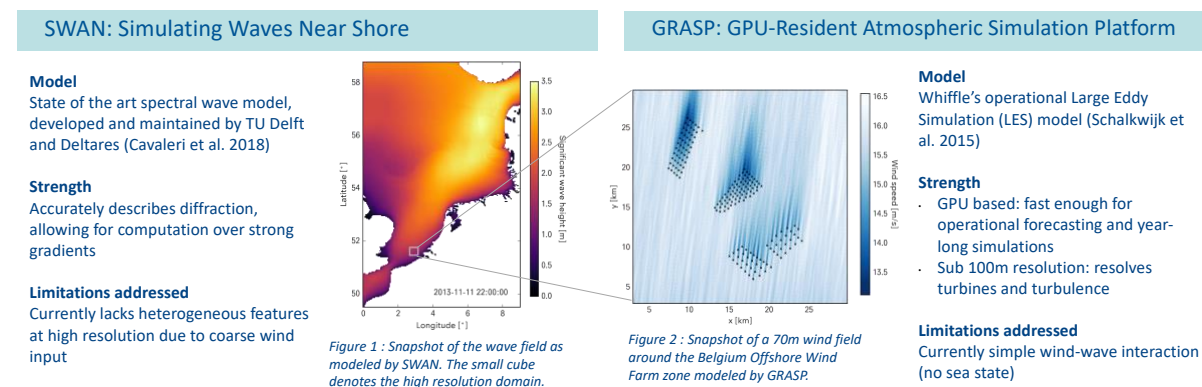 SWAN: Simulating Waves Near Shore
Model
State of the art spectral wave model,
developed and maintained by TU Delft
and Deltares (Cavaleri et al. 2018)
Strength
Accurately describes diffraction,
allowing for computation over strong
gradients
Limitations addressed
Currently lacks heterogeneous features
at high resolution due to coarse wind
input
Latitude [°]
58
56
54
52
50
0 2 4 6 8
Longitude [°]
2013-11-11 22:00:00
3.5
3.0
2.5
2.0
1.5
1.0
0.5
0.0
Significant wave height [m]
Figure 1 : Snapshot of the wave field as
modeled by SWAN. The small cube
denotes the high resolution domain.
GRASP: GPU-Resident Atmospheric Simulation Platform
y [km]
25
20
15
10
5
5 10 15 20 25
x [km]
16.5
16.0
15.5
15.0
14.5
14.0
13.5
Wind speed [m/s]
Figure 2 : Snapshot of a 70m wind field
around the Belgium Offshore Wind
Farm zone modeled by GRASP.
Model
Whiffle's operational Large Eddy
Simulation (LES) model (Schalkwijk et
al. 2015)
Strength
· GPU based: fast enough for
operational forecasting and year-
long simulations
· Sub 100m resolution: resolves
turbines and turbulence
Limitations addressed
Currently simple wind-wave interaction
(no sea state)